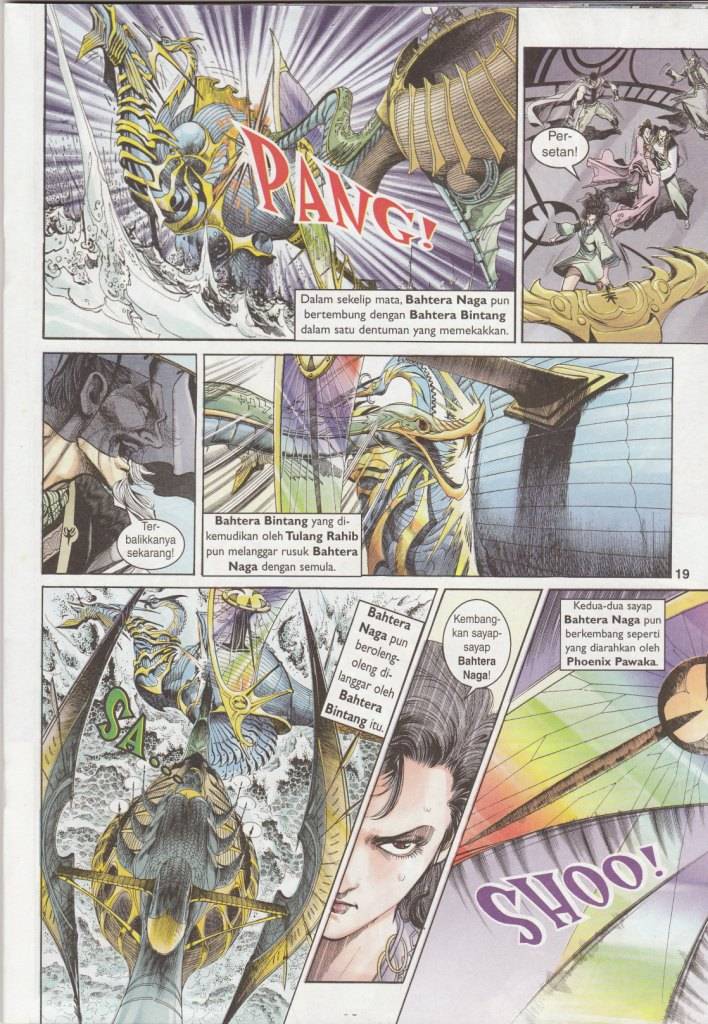 PANG!
Dalam sekelip mata, Bahtera Naga pun
bertembung dengan Bahtera Bintang
dalam satu dentuman yang memekakkan.
Per-
setan!
Ter-
balikkanya
sekarang!
Bahtera Bintang yang di-
kemudikan oleh Tulang Rahib
pun melanggar rusuk Bahtera
Naga dengan semula.
19
SA.
Bahtera
Naga pun
beroleng-
oleng di-
langgar oleh
Bahtera
Bintang itu.
Kembang-
kan sayap-
sayap
Bahtera
Naga!
Kedua-dua sayap
Bahtera Naga pun
berkembang seperti
yang diarahkan oleh
Phoenix Pawaka.
SHOO!